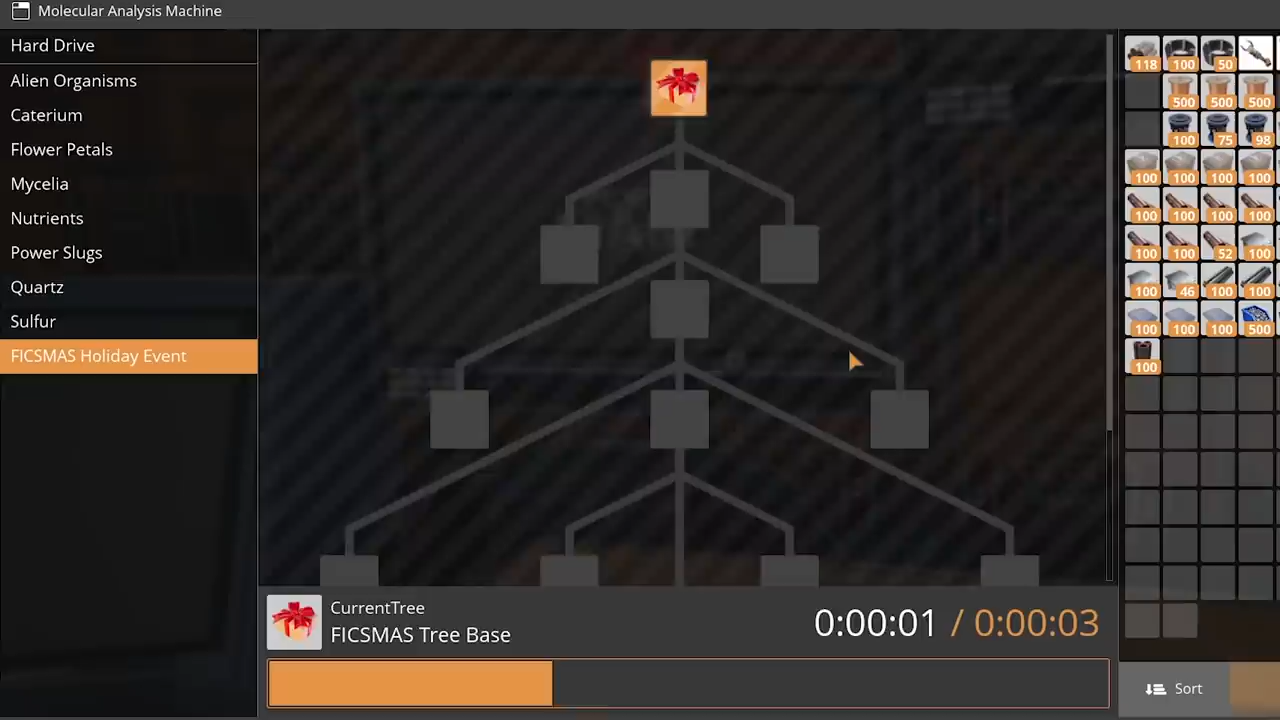 Molecular Analysis Machine
Hard Drive
Alien Organisms
Caterium
Flower Petals
Mycelia
Nutrients
Power Slugs
Quartz
Sulfur
FICSMAS Holiday Event
CurrentTree
FICSMAS Tree Base
0:00:01 / 0:00:03
118 100 50
500 500 500
100 75 98
100 100 100 100
100 100 100 100
100 100 52 100
100 46 100 100
100 100 100 500
100
Sort